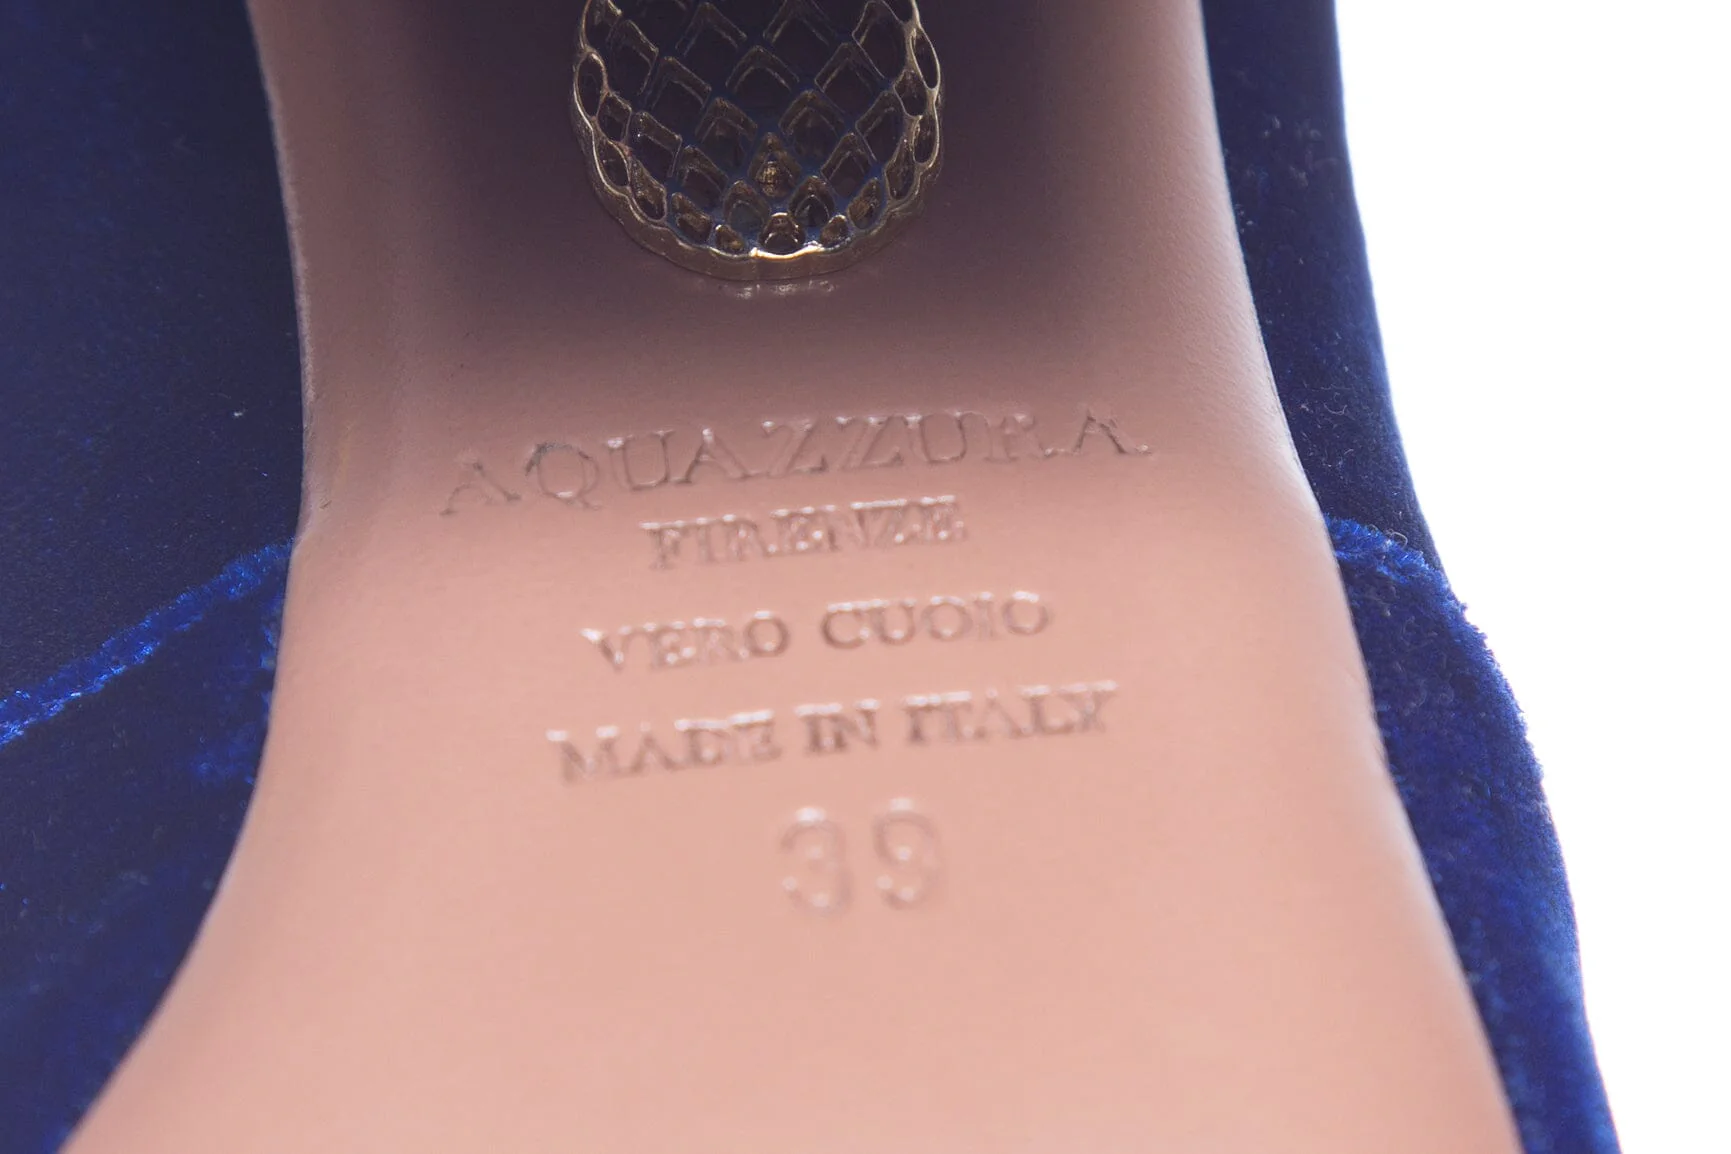 AQUAZZURA
FIRENZE
VERO CUOIO
MADE IN ITALY
39